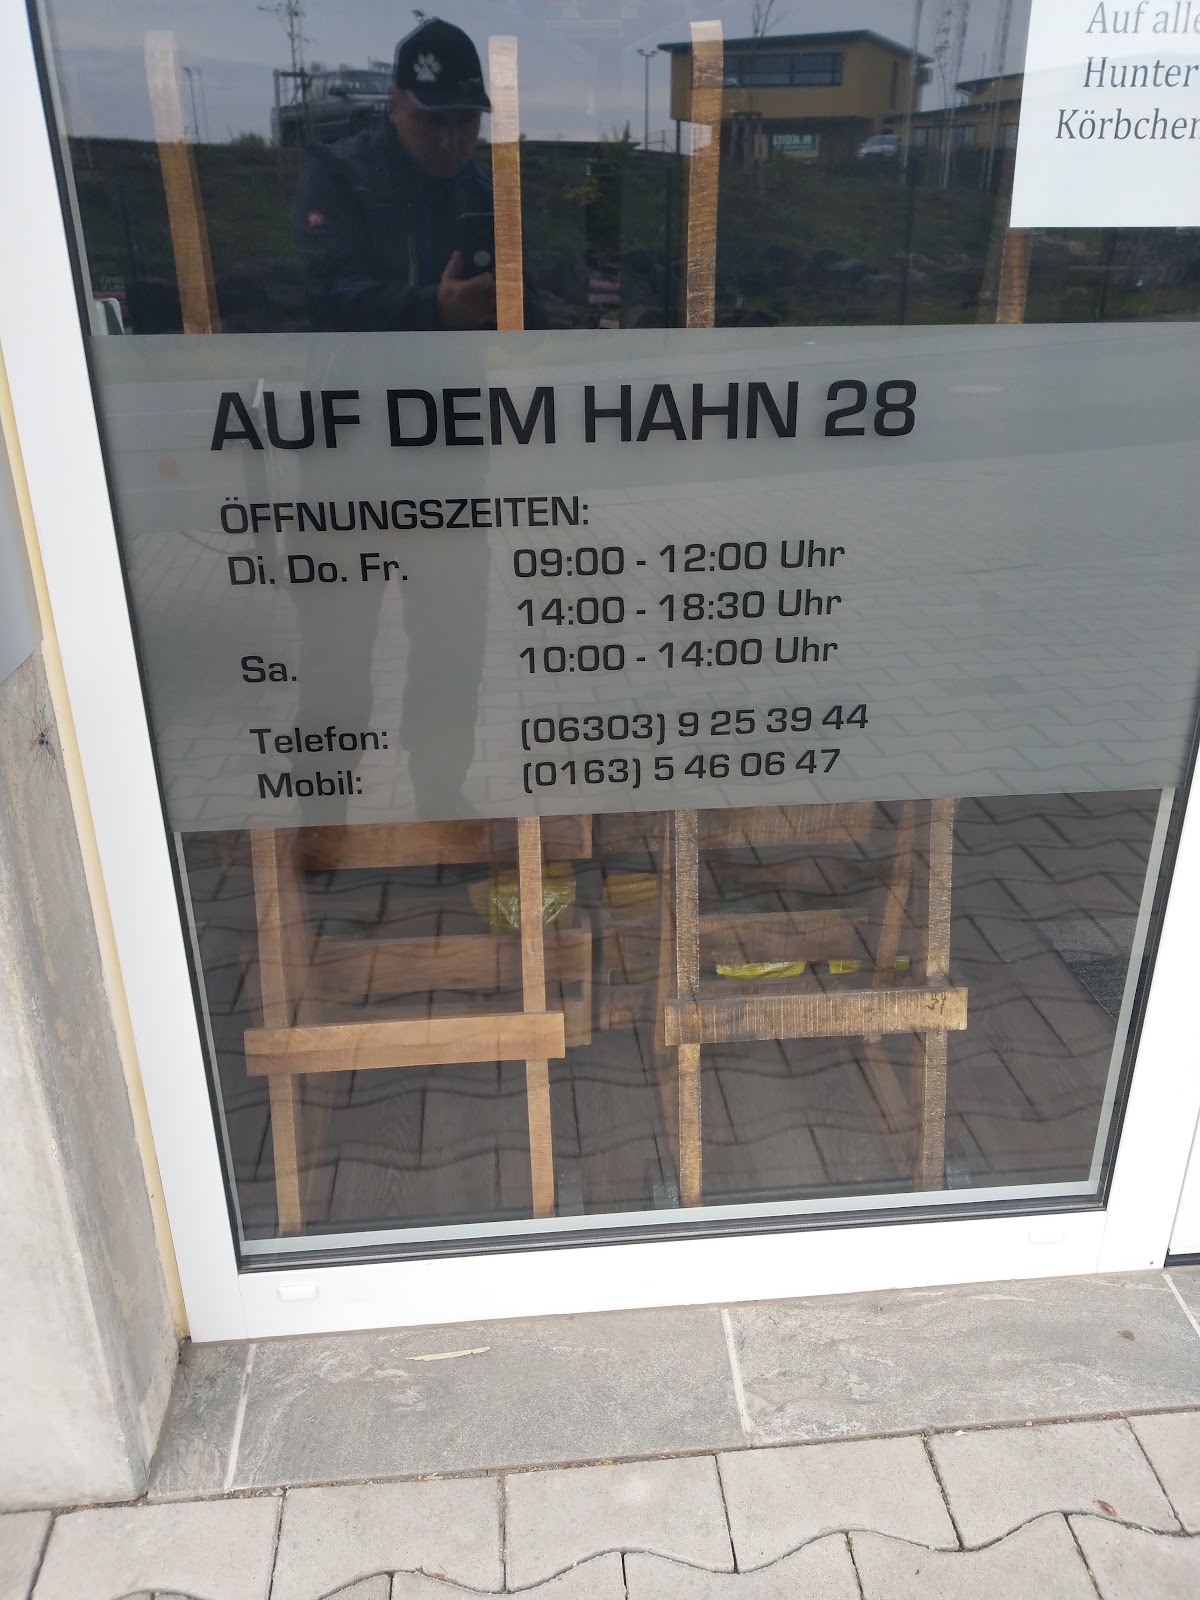 Auf alle
Hunter
Körbchen
AUF DEM HAHN 28
ÖFFNUNGSZEITEN:
Di. Do. Fr. 09:00 - 12:00 Uhr
14:00 - 18:30 Uhr
Sa. 10:00 - 14:00 Uhr
Telefon: (06303) 9 25 39 44
Mobil: (0163) 5 46 06 47